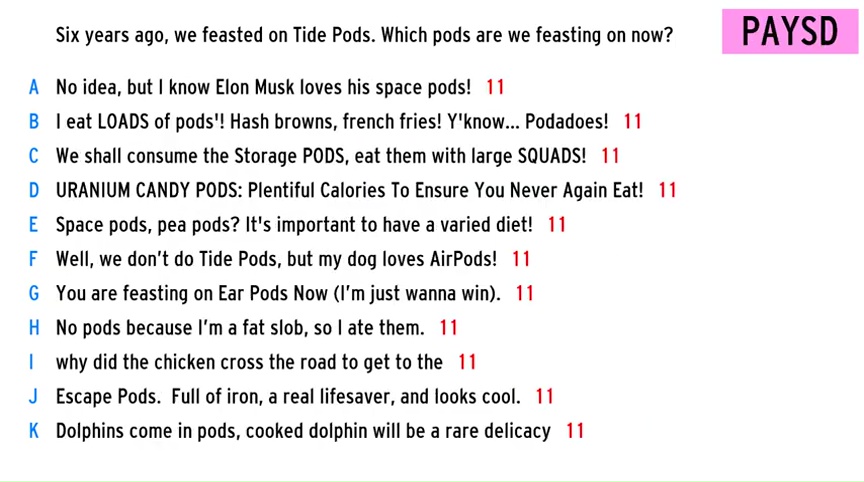 Six years ago, we feasted on Tide Pods. Which pods are we feasting on now?
PAYSD
A No idea, but I know Elon Musk loves his space pods! 11
B I eat LOADS of pods'! Hash browns, french fries! Y'know... Podadoes! 11
C We shall consume the Storage PODS, eat them with large SQUADS! 11
D URANIUM CANDY PODS: Plentiful Calories To Ensure You Never Again Eat! 11
E Space pods, pea pods? It's important to have a varied diet! 11
F Well, we don't do Tide Pods, but my dog loves AirPods! 11
G You are feasting on Ear Pods Now (I'm just wanna win). 11
H No pods because I'm a fat slob, so I ate them. 11
I why did the chicken cross the road to get to the 11
J Escape Pods. Full of iron, a real lifesaver, and looks cool. 11
K Dolphins come in pods, cooked dolphin will be a rare delicacy 11